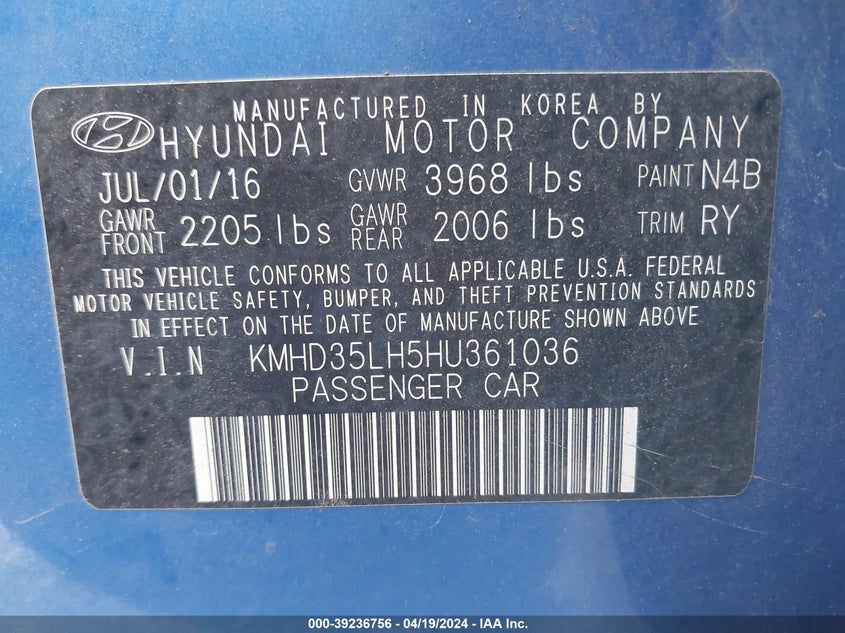 MANUFACTURED IN KOREA BY
HYUNDAI MOTOR COMPANY
JUL/01/16 GVWR 3968 lbs PAINT N4B
GAWR FRONT 2205 lbs GAWR REAR 2006 lbs TRIM RY
THIS VEHICLE CONFORMS TO ALL APPLICABLE U.S.A. FEDERAL
MOTOR VEHICLE SAFETY, BUMPER, AND THEFT PREVENTION STANDARDS
IN EFFECT ON THE DATE OF MANUFACTURE SHOWN ABOVE
V.I.N KMHD35LH5HU361036
PASSENGER CAR
000-39236756 - 04/19/2024 - IAA Inc.